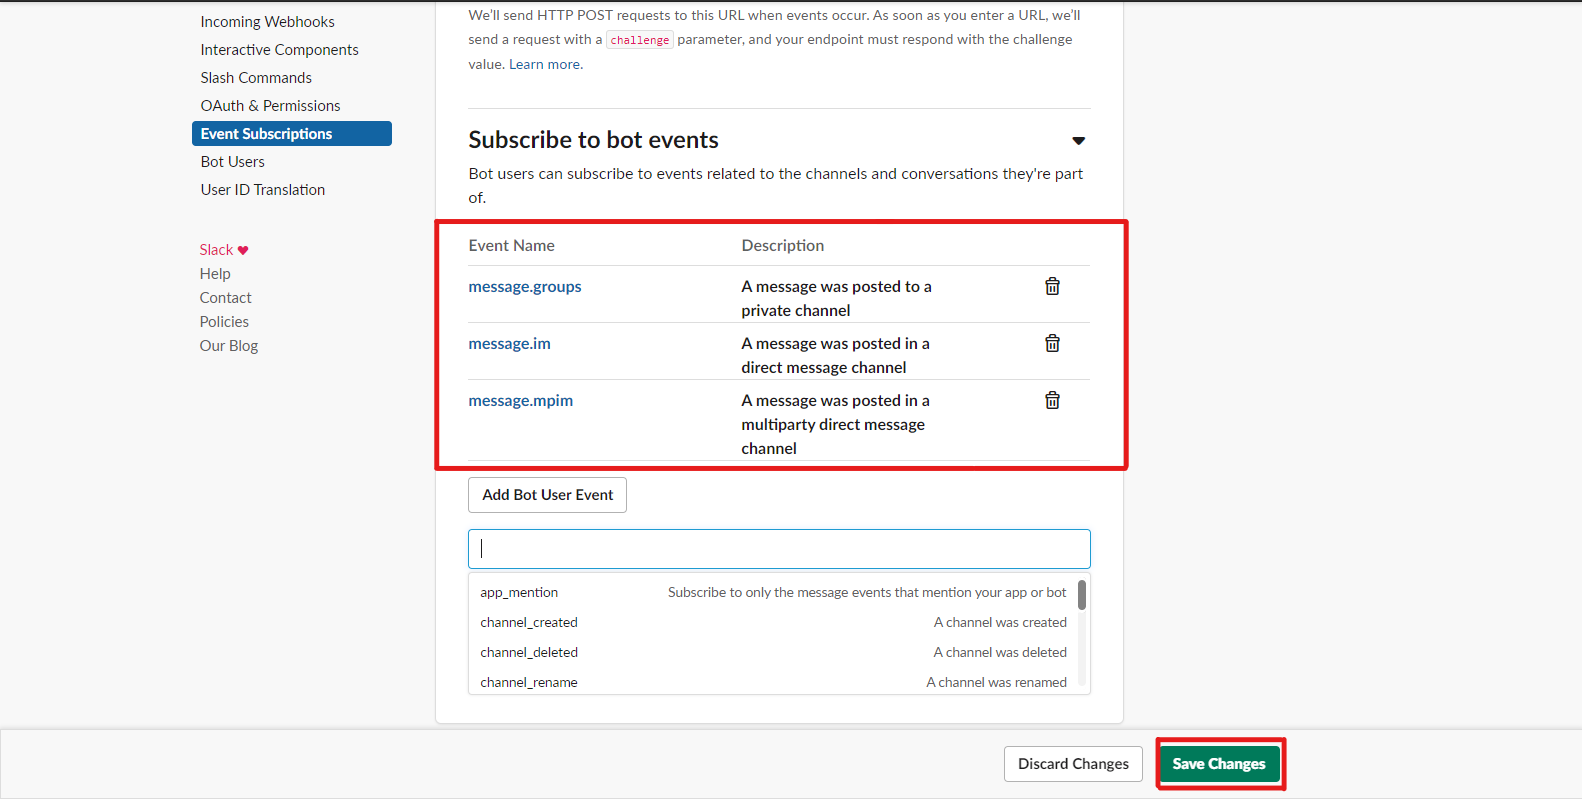 Incoming Webhooks
Interactive Components
Slash Commands
OAuth & Permissions
Event Subscriptions
Bot Users
User ID Translation
Slack
Help
Contact
Policies
Our Blog
We'll send HTTP POST requests to this URL when events occur. As soon as you enter a URL, we'll
send a request with a challenge parameter, and your endpoint must respond with the challenge
value. Learn more.
Subscribe to bot events
Bot users can subscribe to events related to the channels and conversations they're part
of.
Event Name Description
message.groups A message was posted to a
private channel
message.im A message was posted in a
direct message channel
message.mpim A message was posted in a
multiparty direct message
channel
Add Bot User Event
app_mention Subscribe to only the message events that mention your app or bot
channel_created A channel was created
channel_deleted A channel was deleted
channel_rename A channel was renamed
Discard Changes Save Changes